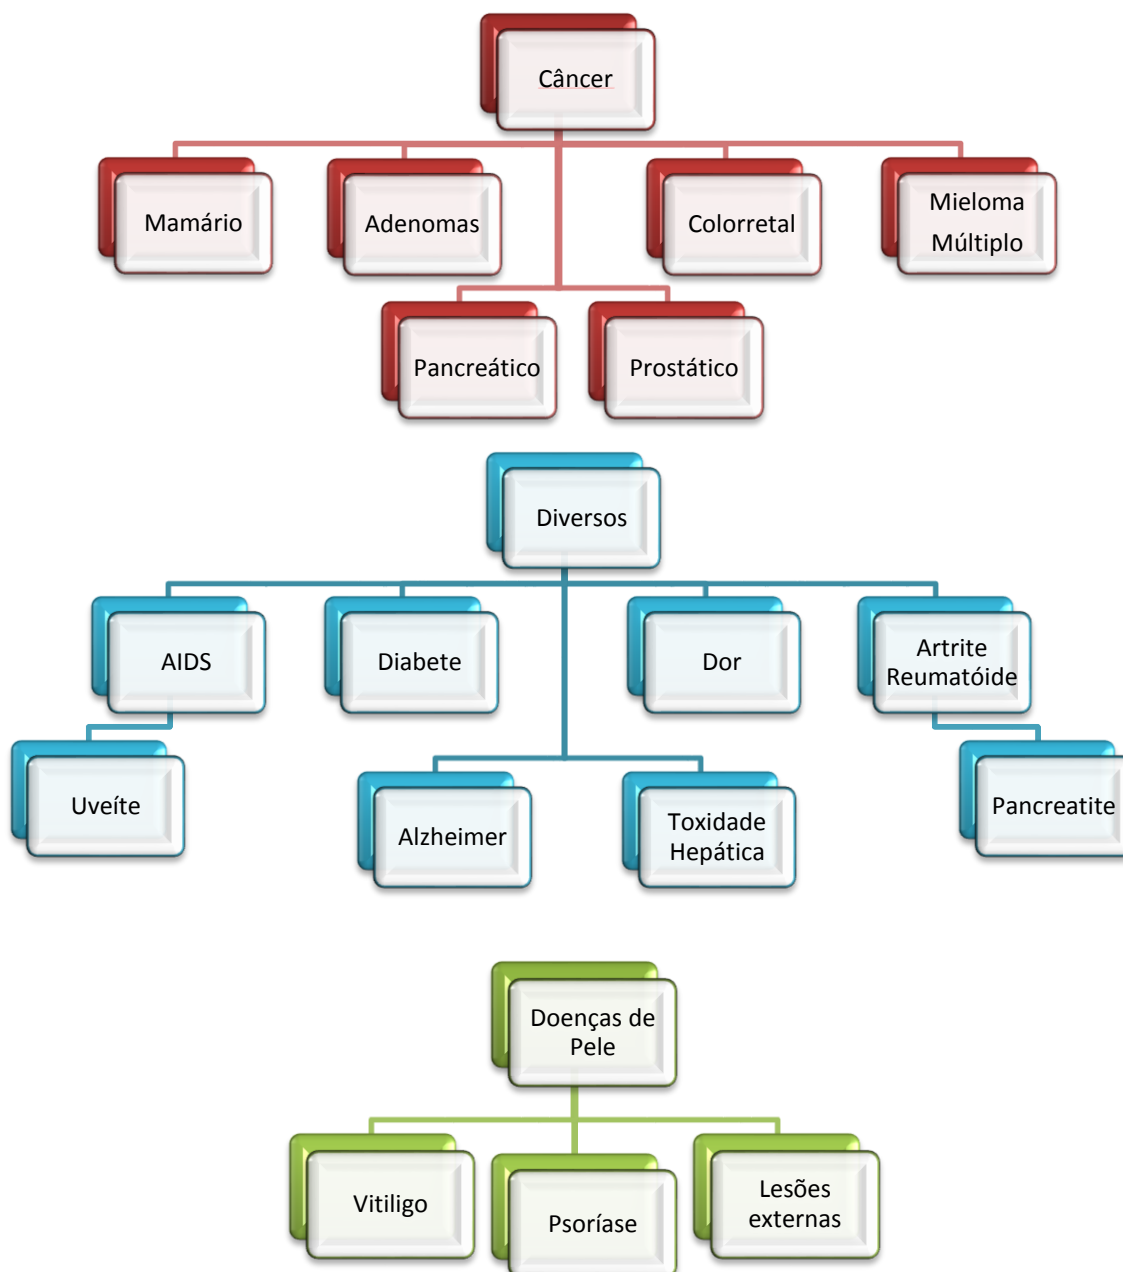 Câncer
Mamário
Adenomas
Colorretal
Mieloma
Múltiplo
Pancreático
Prostático
Diversos
AIDS
Diabete
Dor
Artrite
Reumatóide
Uveíte
Alzheimer
Toxidade
Hepática
Pancreatite
Doenças de
Pele
Vitiligo
Psoríase
Lesões
externas